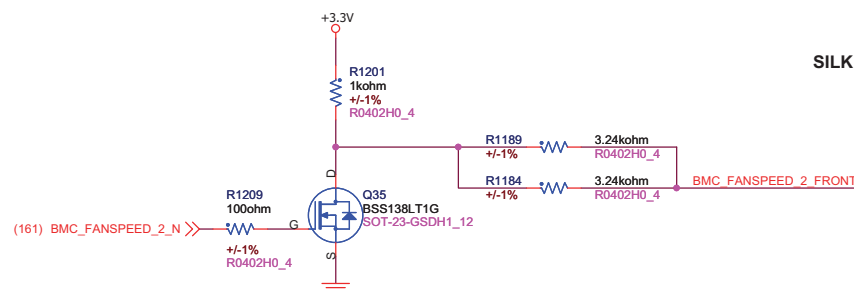 +3.3V
SILK
R1201
1kohm
+/-1%
R0402H0_4
R1189
3.24kohm
+/-1%
R0402H0_4
R1184
3.24kohm
+/-1%
R0402H0_4
BMC_FANSPEED_2_FRONT
D
Q35
BSS138LT1G
SOT-23-GSDH1_12
R1209
100ohm
(161) BMC_FANSPEED_2_N
G
+/-1%
R0402H0_4
S